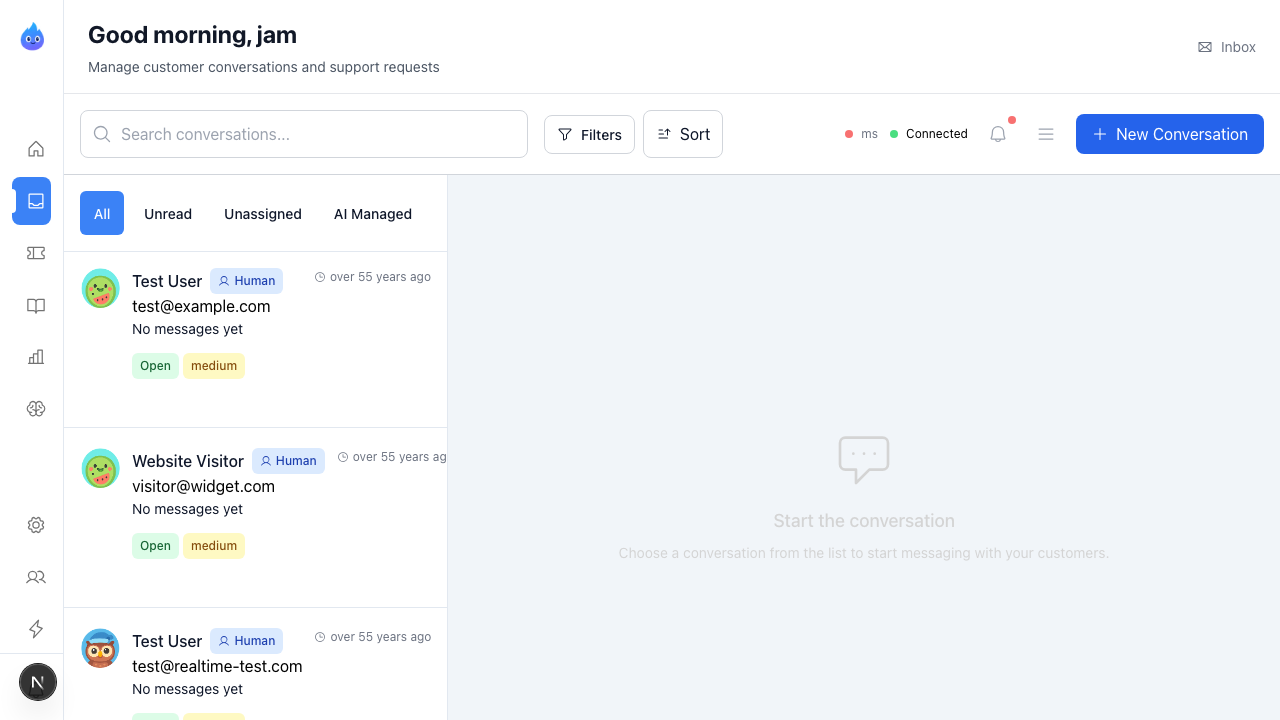 Good morning, jam
Manage customer conversations and support requests
Inbox
Search conversations...
Filters
Sort
ms
Connected
New Conversation
All
Unread
Unassigned
AI Managed
Test User
Human
over 55 years ago
test@example.com
No messages yet
Open
medium
Website Visitor
Human
over 55 years ag
visitor@widget.com
No messages yet
Open
medium
Test User
Human
over 55 years ago
test@realtime-test.com
No messages yet
Start the conversation
Choose a conversation from the list to start messaging with your customers.
N